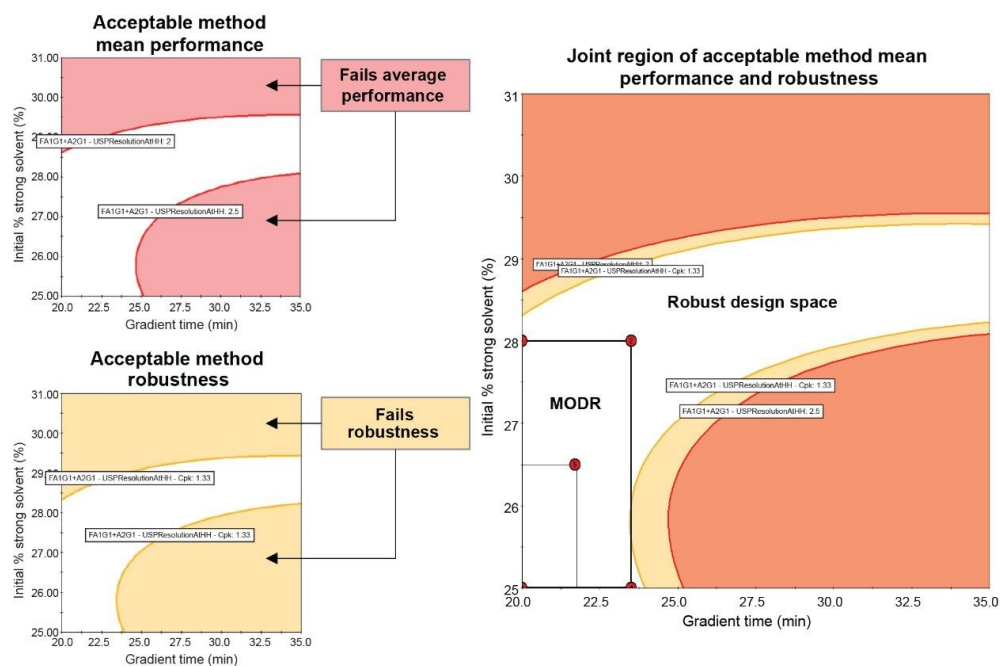 Acceptable method
mean performance
31.00
30.00
29.00
28.00
27.00
26.00
25.00
Initial % strong solvent (%)
FA1G1+A2G1 - USPResolutionAtHH: 2
FA1G1+A2G1 - USPResolutionAtHH: 2.5
20.0
22.5
25.0
27.5
30.0
32.5
35.0
Gradient time (min)
Fails average
performance
Acceptable method
robustness
31.00
30.00
29.00
28.00
27.00
26.00
25.00
Initial % strong solvent (%)
FA1G1+A2G1 - USPResolutionAtHH - Cpk: 1.33
FA1G1+A2G1 - USPResolutionAtHH - Cpk: 1.33
20.0
22.5
25.0
27.5
30.0
32.5
35.0
Gradient time (min)
Fails
robustness
Joint region of acceptable method mean
performance and robustness
31
30
29
28
27
26
25
Initial % strong solvent (%)
FA1G1+A2G1 - USPResolutionAtHH: 2
FA1G1+A2G1 - USPResolutionAtHH - Cpk: 1.33
Robust design space
FA1G1+A2G1 - USPResolutionAtHH - Cpk: 1.33
FA1G1+A2G1 - USPResolutionAtHH: 2.5
MODR
20.0
22.5
25.0
27.5
30.0
32.5
35.0
Gradient time (min)